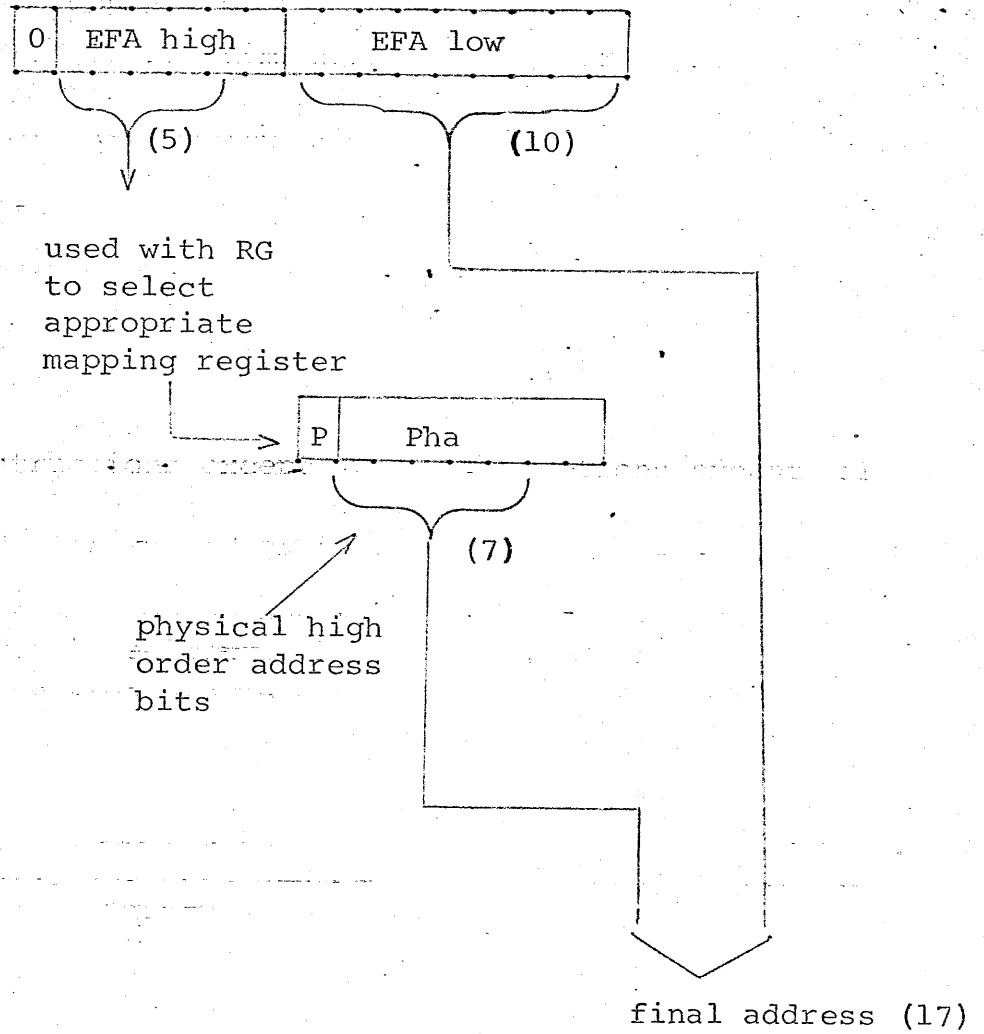 0 EFA high EFA low
(5) (10)
used with RG
to select
appropriate
mapping register
P Pha
(7)
physical high
order address
bits
final address (17)